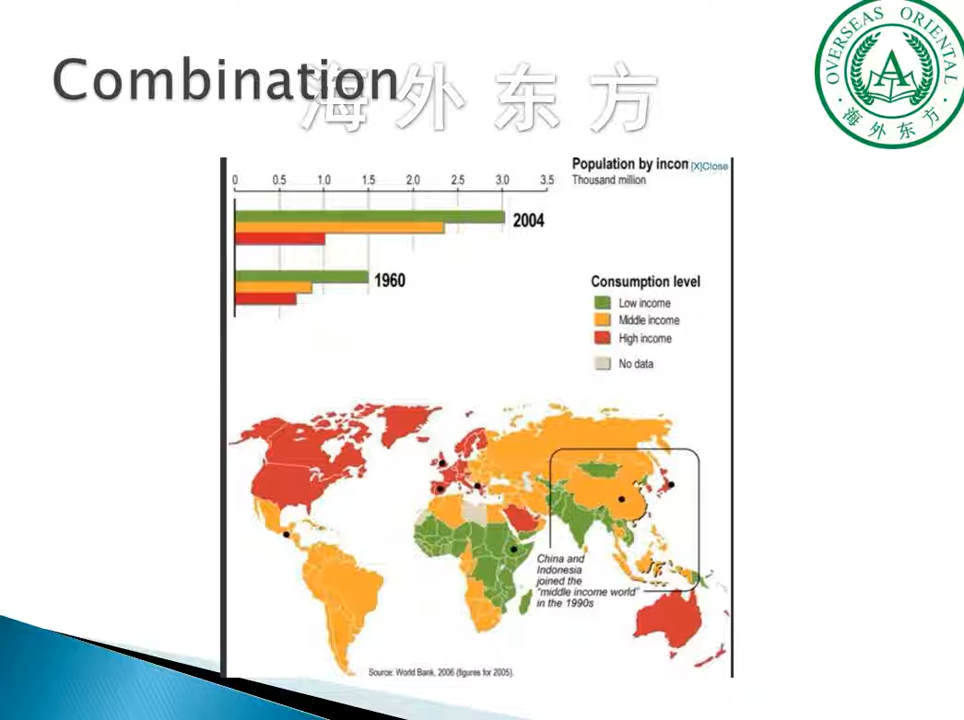 Combination
海外东方
OVERSEAS ORIENTAL
A
·海外东方·
Population by incon [X]Close
Thousand million
0 0.5 1.0 1.5 2.0 2.5 3.0 3.5
2004
1960
Consumption level
Low income
Middle income
High income
No data
China and
Indonesia
joined the
"middle income world"
in the 1990s
Source: World Bank, 2006 (figures for 2005).